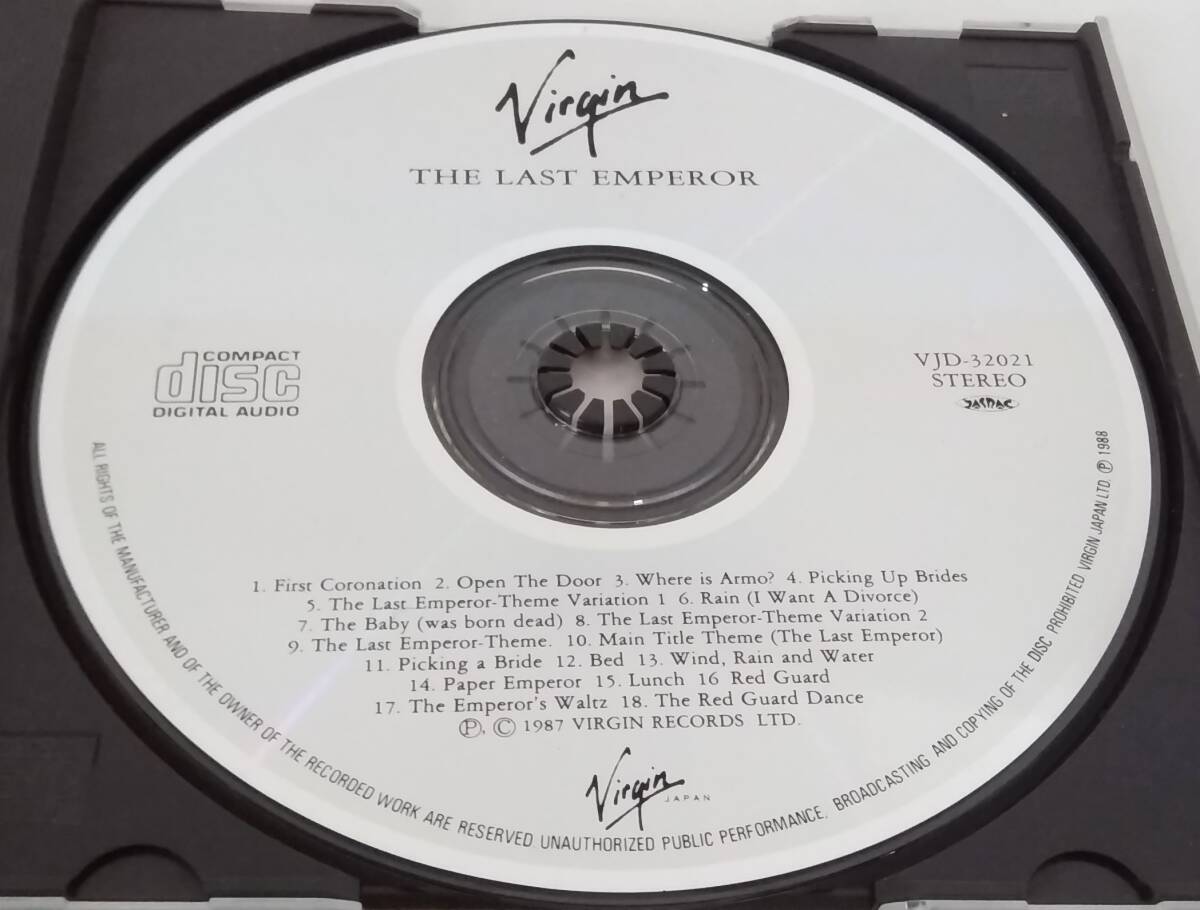 Virgin
THE LAST EMPEROR
COMPACT
disc
DIGITAL AUDIO
VJD-32021
STEREO
JASRAC
1. First Coronation 2. Open The Door 3. Where is Armo? 4. Picking Up Brides
5. The Last Emperor-Theme Variation 1 6. Rain (I Want A Divorce)
7. The Baby (was born dead) 8. The Last Emperor-Theme Variation 2
9. The Last Emperor-Theme. 10. Main Title Theme (The Last Emperor)
11. Picking a Bride 12. Bed 13. Wind, Rain and Water
14. Paper Emperor 15. Lunch 16 Red Guard
17. The Emperor's Waltz 18. The Red Guard Dance
Ⓟ, © 1987 VIRGIN RECORDS LTD.
Virgin
JAPAN
ALL RIGHTS OF THE MANUFACTURER AND OF THE OWNER OF THE RECORDED WORK ARE RESERVED. UNAUTHORIZED PUBLIC PERFORMANCE, BROADCASTING AND COPYING OF THE DISC PROHIBITED VIRGIN JAPAN LTD. Ⓟ 1988